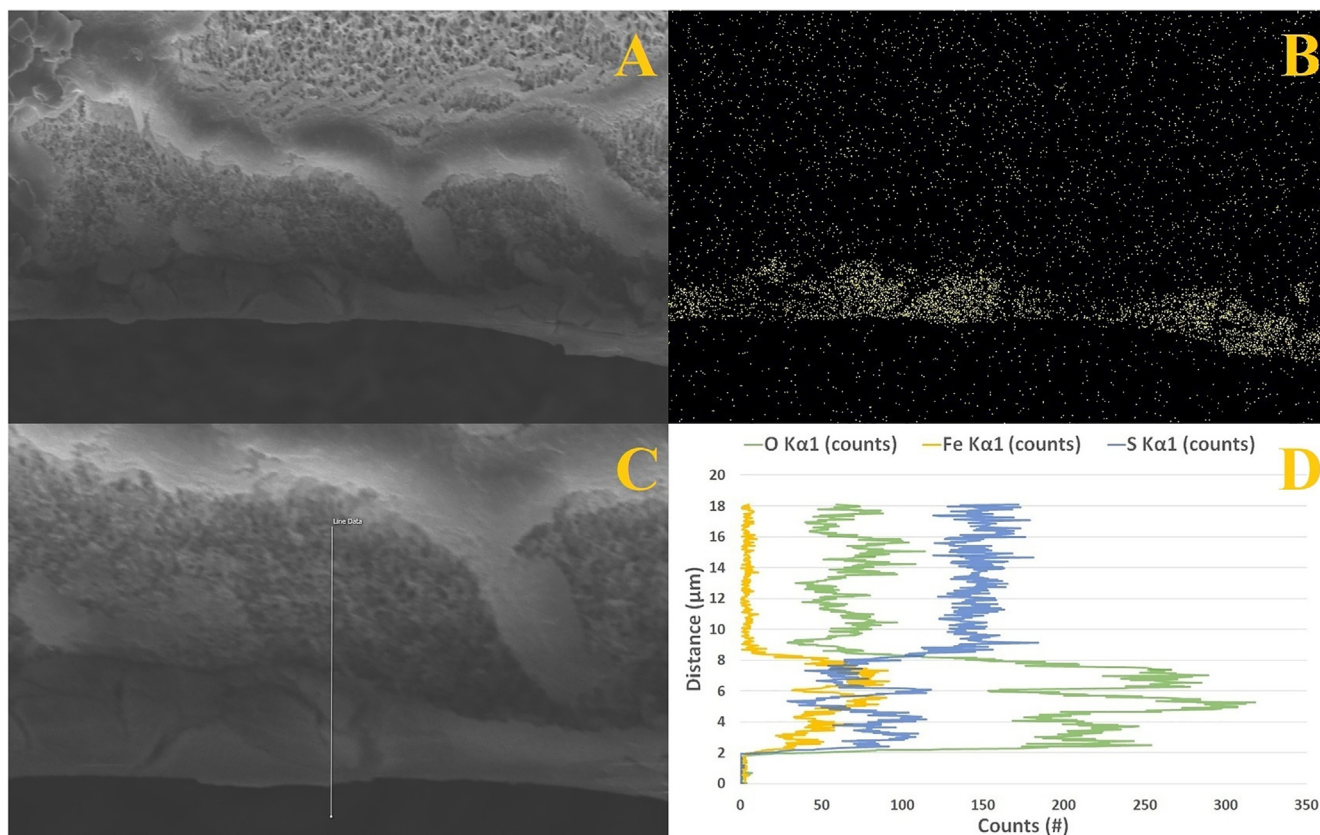 A
B
C
Line Data
D
O Kα1 (counts) Fe Kα1 (counts) S Kα1 (counts)
20
18
16
14
12
10
8
6
4
2
0
Distance (µm)
0 50 100 150 200 250 300 350
Counts (#)